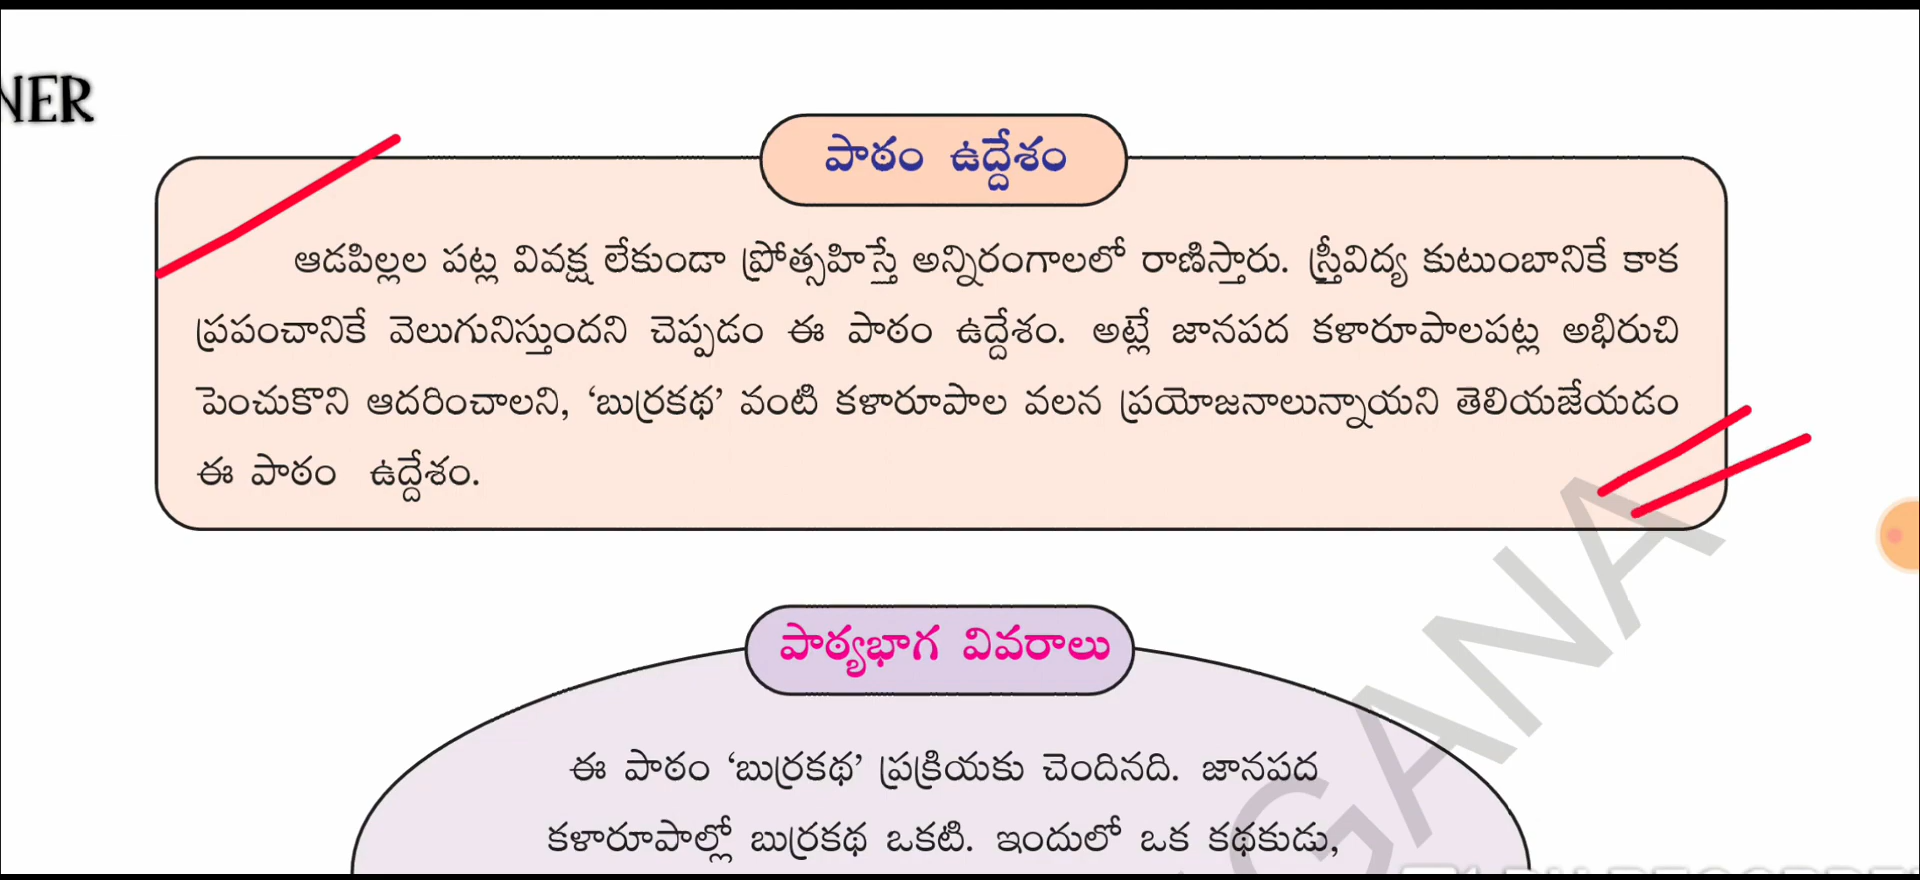 NER
పాఠం ఉద్దేశం
ఆడపిల్లల పట్ల వివక్ష లేకుండా ప్రోత్సహిస్తే అన్నిరంగాలలో రాణిస్తారు. స్త్రీవిద్య కుటుంబానికే కాక
ప్రపంచానికే వెలుగునిస్తుందని చెప్పడం ఈ పాఠం ఉద్దేశం. అట్లే జానపద కళారూపాలపట్ల అభిరుచి
పెంచుకొని ఆదరించాలని, ‘బుర్రకథ’ వంటి కళారూపాల వలన ప్రయోజనాలున్నాయని తెలియజేయడం
ఈ పాఠం ఉద్దేశం.
పాఠ్యభాగ వివరాలు
ఈ పాఠం ‘బుర్రకథ’ ప్రక్రియకు చెందినది. జానపద
కళారూపాల్లో బుర్రకథ ఒకటి. ఇందులో ఒక కథకుడు,
GANA